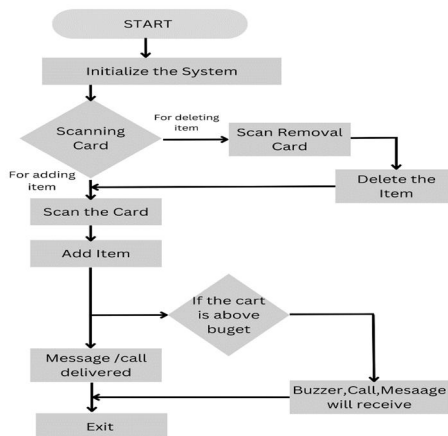 START
Initialize the System
Scanning
Card
For deleting
item
Scan Removal
Card
Delete the
Item
For adding
item
Scan the Card
Add Item
If the cart
is above
buget
Message /call
delivered
Buzzer,Call,Mesaage
will receive
Exit